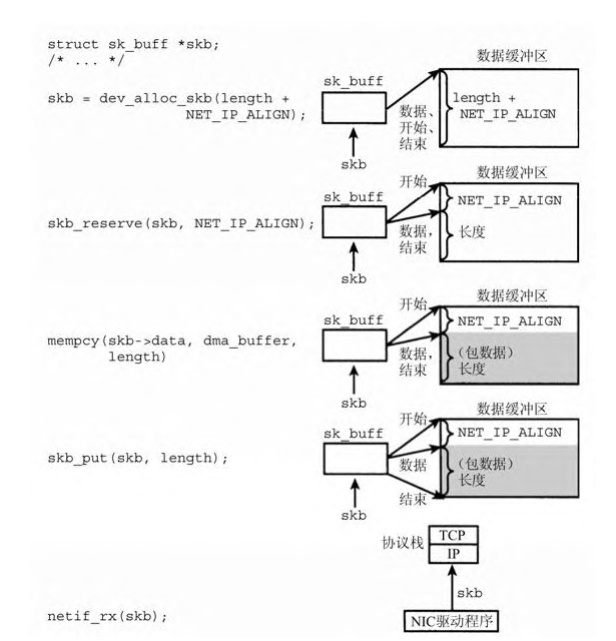 struct sk_buff *skb;
/* ... */
数据缓冲区
sk_buff
skb = dev_alloc_skb(length +
NET_IP_ALIGN);
数据、
开始、
结束
length +
NET_IP_ALIGN
skb
数据缓冲区
sk_buff
开始
NET_IP_ALIGN
skb_reserve(skb, NET_IP_ALIGN);
数据,
结束
长度
skb
数据缓冲区
开始
sk_buff
NET_IP_ALIGN
mempcy(skb->data, dma_buffer,
length)
数据,
结束
(包数据)
长度
skb
数据缓冲区
开始
sk_buff
NET_IP_ALIGN
skb_put(skb, length);
数据
(包数据)
长度
结束
skb
协议栈
TCP
IP
skb
netif_rx(skb);
NIC驱动程序